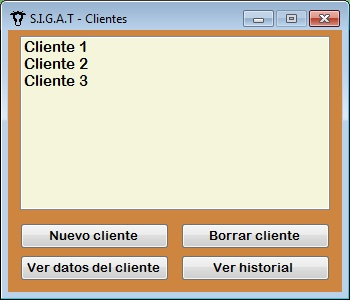 S.I.G.A.T - Clientes
Cliente 1
Cliente 2
Cliente 3
Nuevo cliente
Borrar cliente
Ver datos del cliente
Ver historial